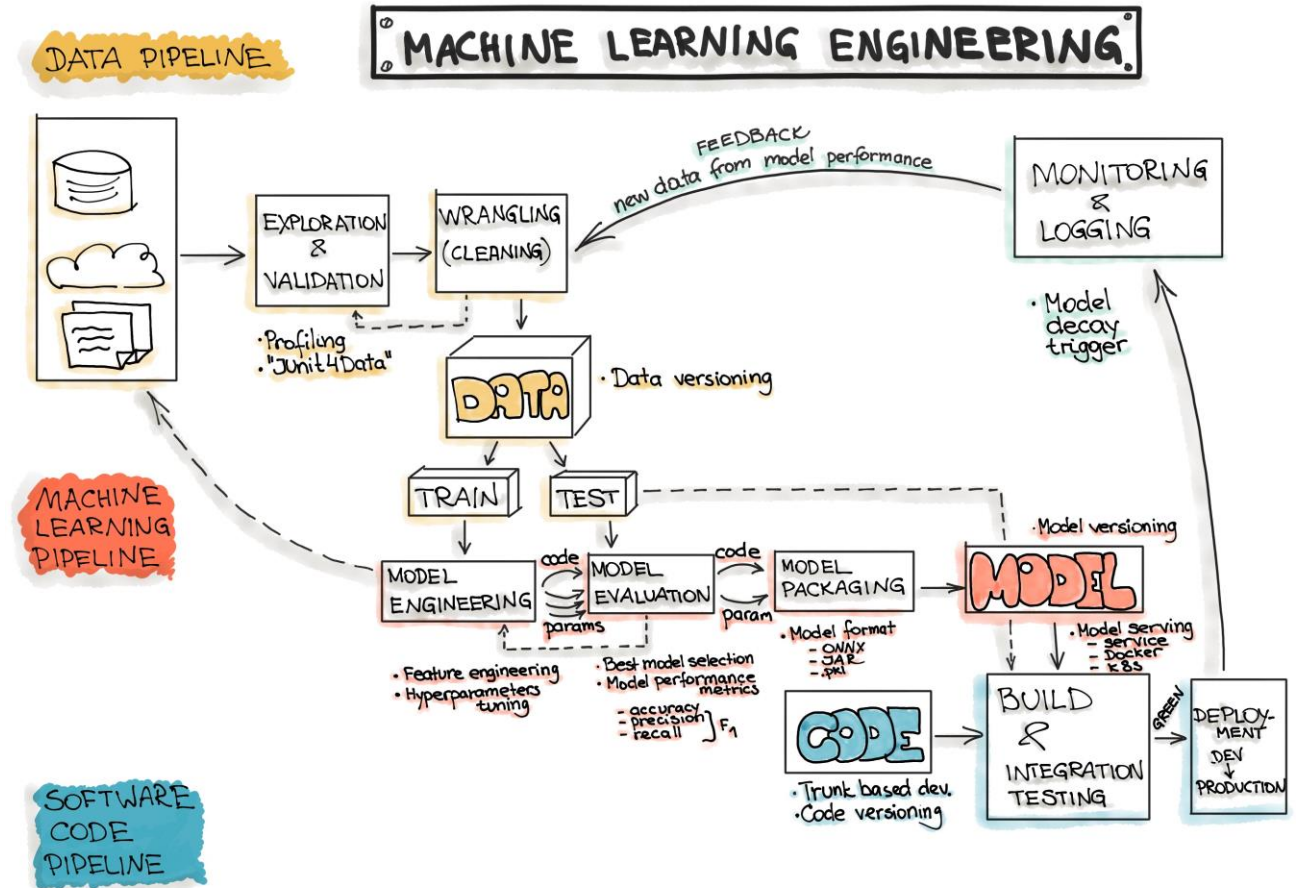 DATA PIPELINE
MACHINE LEARNING ENGINEERING
EXPLORATION
&
VALIDATION
· Profiling
· "JUnit4Data"
WRANGLING
(CLEANING)
FEEDBACK
new data from model performance
MONITORING
&
LOGGING
· Model
decay
trigger
DATA
· Data versioning
TRAIN
TEST
MACHINE
LEARNING
PIPELINE
MODEL
ENGINEERING
· Feature engineering
· Hyperparameters
tuning
code
params
MODEL
EVALUATION
· Best model selection
· Model performance
metrics
- accuracy
- precision
- recall
F1
code
param
MODEL
PACKAGING
· Model format
- ONNX
- JAR
- .pkl
· Model versioning
MODEL
· Model serving
- service
- Docker
- K8s
SOFTWARE
CODE
PIPELINE
CODE
· Trunk based dev.
· Code versioning
BUILD
&
INTEGRATION
TESTING
GREEN
DEPLOY-
MENT
DEV
PRODUCTION